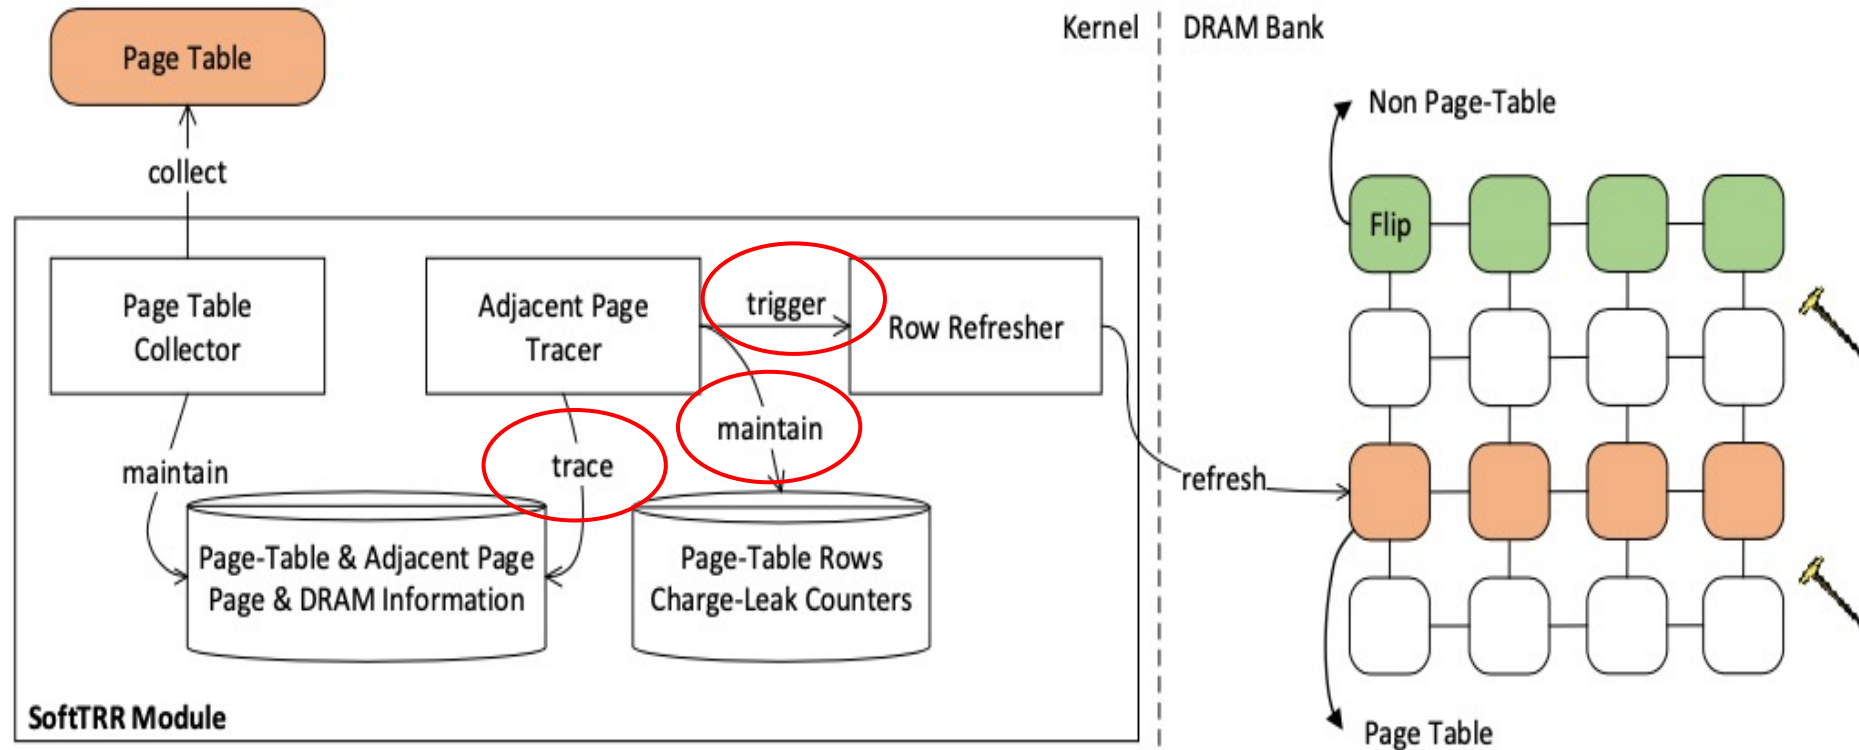 Page Table
Kernel
DRAM Bank
Non Page-Table
collect
Flip
Page Table
Collector
Adjacent Page
Tracer
trigger
Row Refresher
maintain
trace
maintain
refresh
Page-Table & Adjacent Page
Page & DRAM Information
Page-Table Rows
Charge-Leak Counters
SoftTRR Module
Page Table